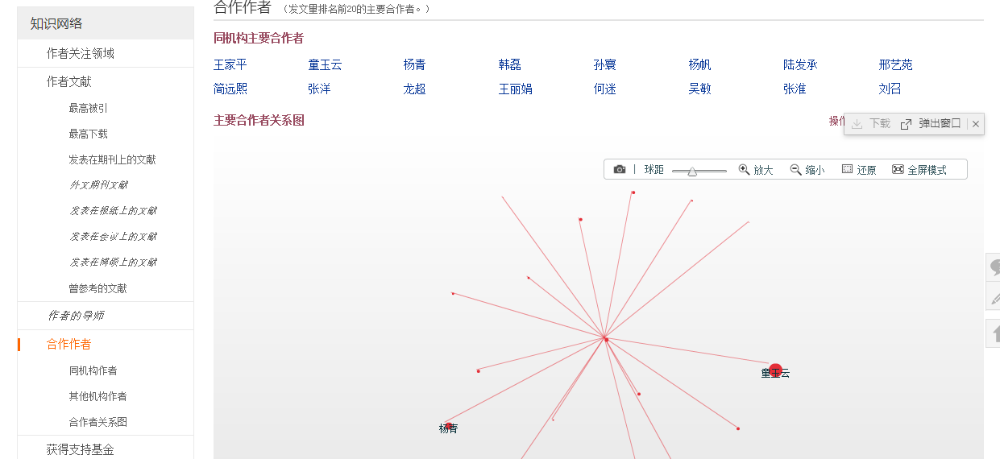 合作作者 （发文量排名前20的主要合作者。）
知识网络
同机构主要合作者
作者关注领域
王家平 童玉云 杨青 韩磊 孙寰 杨帆 陆发承 邢艺苑
作者文献
简远熙 张洋 龙超 王丽娟 何迷 吴敏 张淮 刘召
最高被引
主要合作者关系图 操作
下载 弹出窗口
最高下载
发表在期刊上的文献
球距 放大 缩小 还原 全屏模式
外文期刊文献
发表在报纸上的文献
发表在会议上的文献
发表在博硕上的文献
曾参考的文献
作者的导师
合作作者
同机构作者
童玉云
其他机构作者
合作者关系图
杨青
获得支持基金